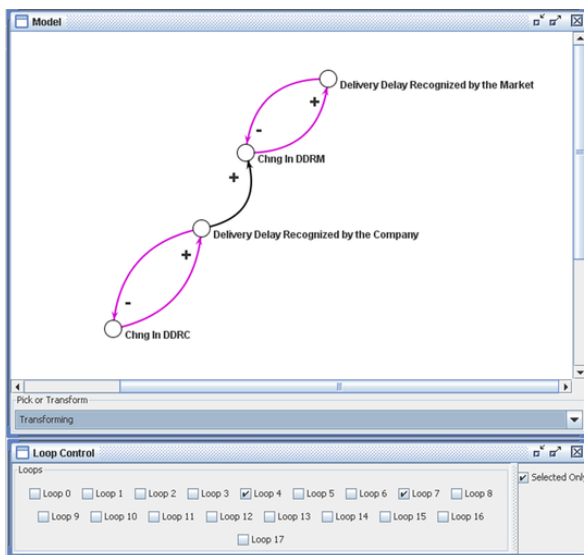 Model
Delivery Delay Recognized by the Market
+
-
Chng In DDRM
+
Delivery Delay Recognized by the Company
+
-
Chng In DDRC
Pick or Transform
Transforming
Loop Control
Loops
Selected Only
Loop 0 Loop 1 Loop 2 Loop 3 Loop 4 Loop 5 Loop 6 Loop 7 Loop 8
Loop 9 Loop 10 Loop 11 Loop 12 Loop 13 Loop 14 Loop 15 Loop 16
Loop 17